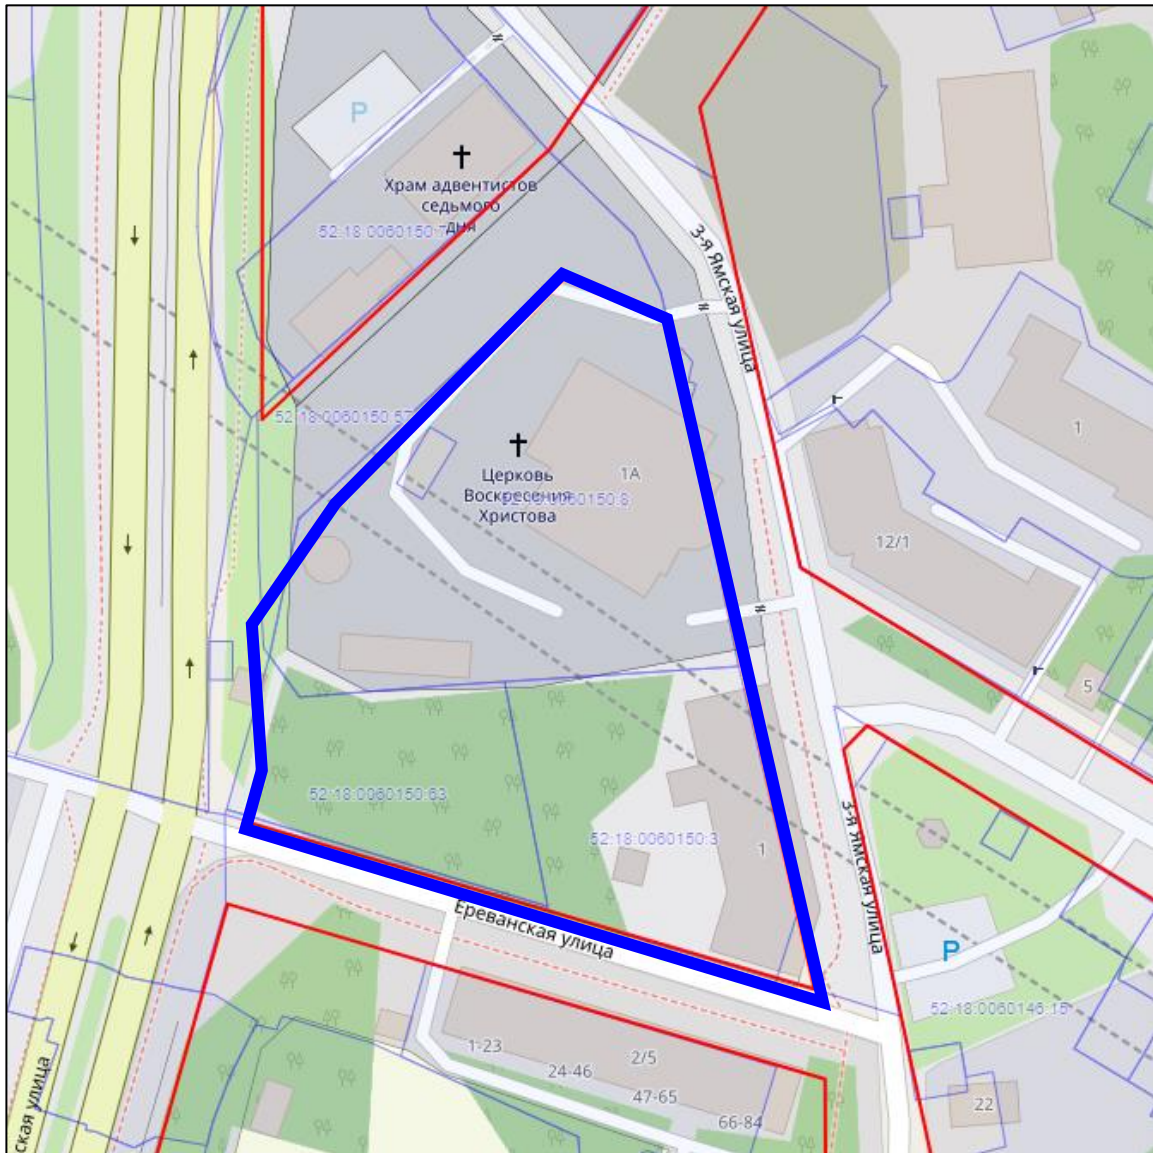 P
Храм адвентистов
седьмого
дня
52:18:0060150:7
3-я Ямская улица
52:18:0060150:57
1
1А
Церковь
Воскресения
Христова
52:18:0060150:8
12/1
5
52:18:0060150:63
52:18:0060150:3
1
3-я Ямская улица
Ереванская улица
P
52:18:0060146:15
1-23
2/5
24-46
47-65
66-84
22
ская улица